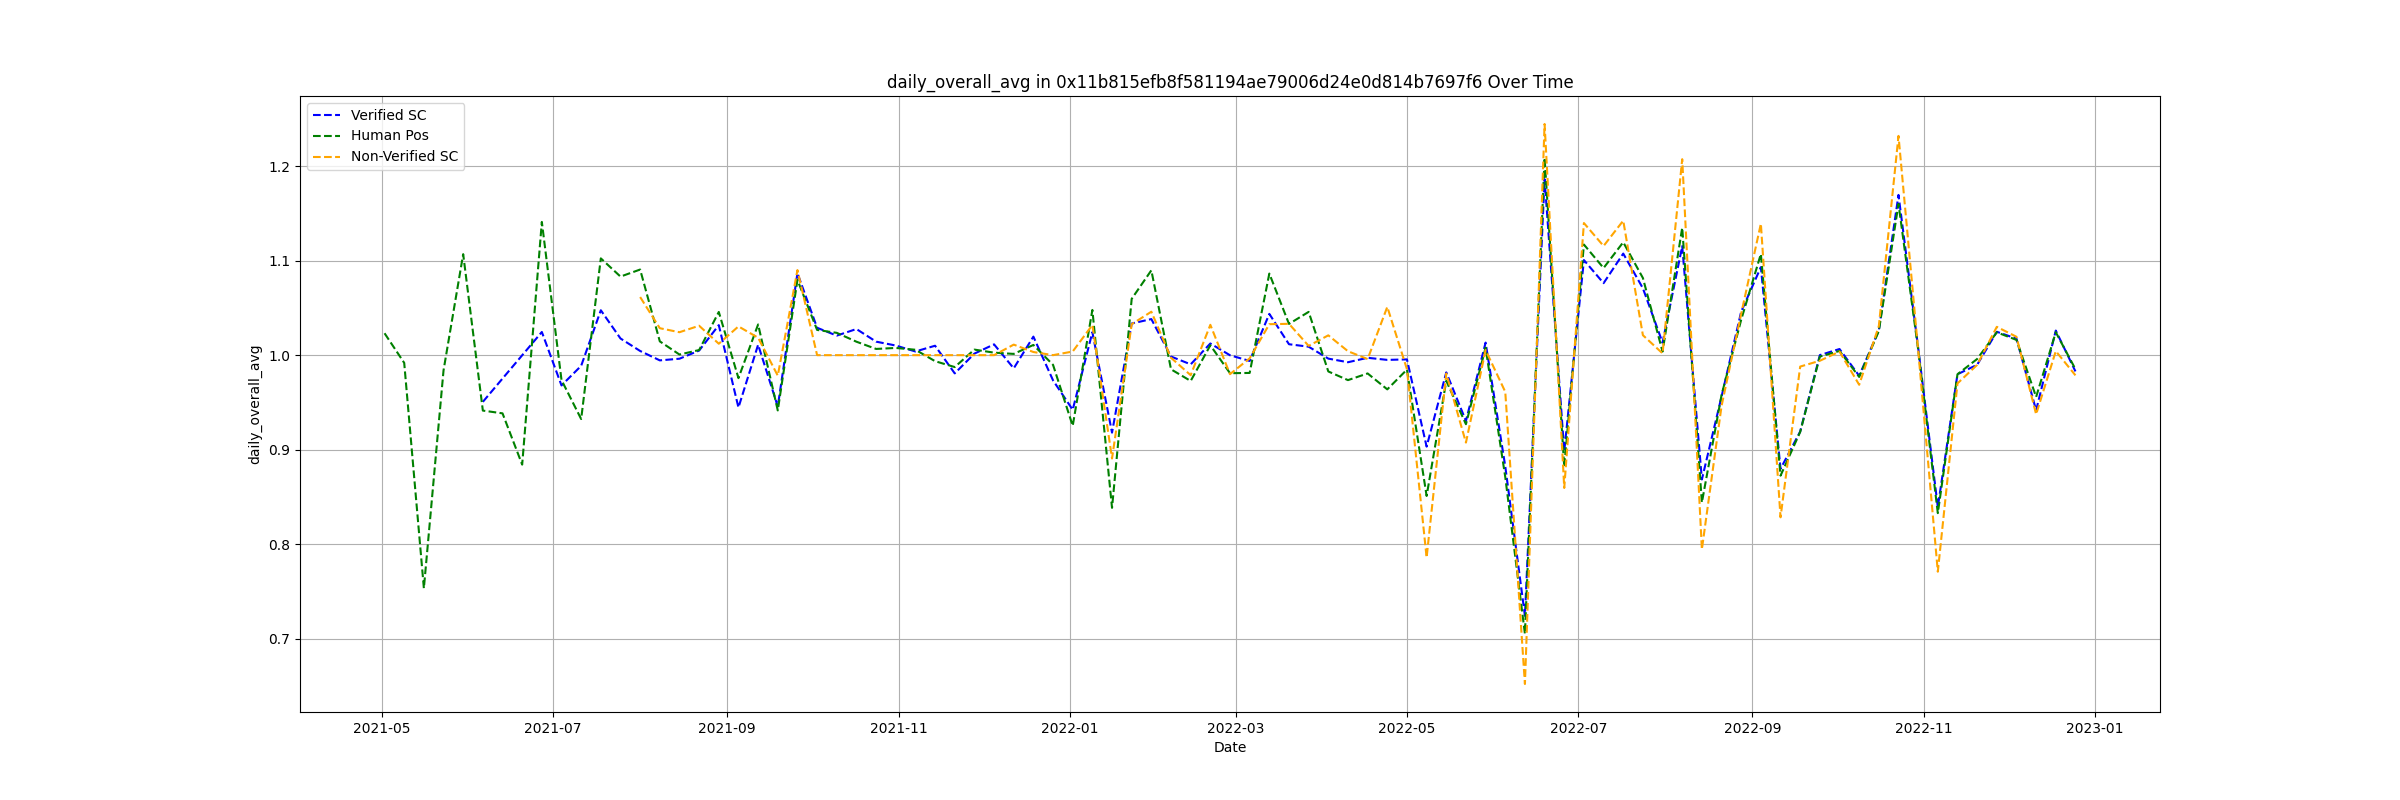 daily_overall_avg in 0x11b815efb8f581194ae79006d24e0d814b7697f6 Over Time
Verified SC
Human Pos
Non-Verified SC
daily_overall_avg
1.2
1.1
1.0
0.9
0.8
0.7
2021-05
2021-07
2021-09
2021-11
2022-01
2022-03
2022-05
2022-07
2022-09
2022-11
2023-01
Date